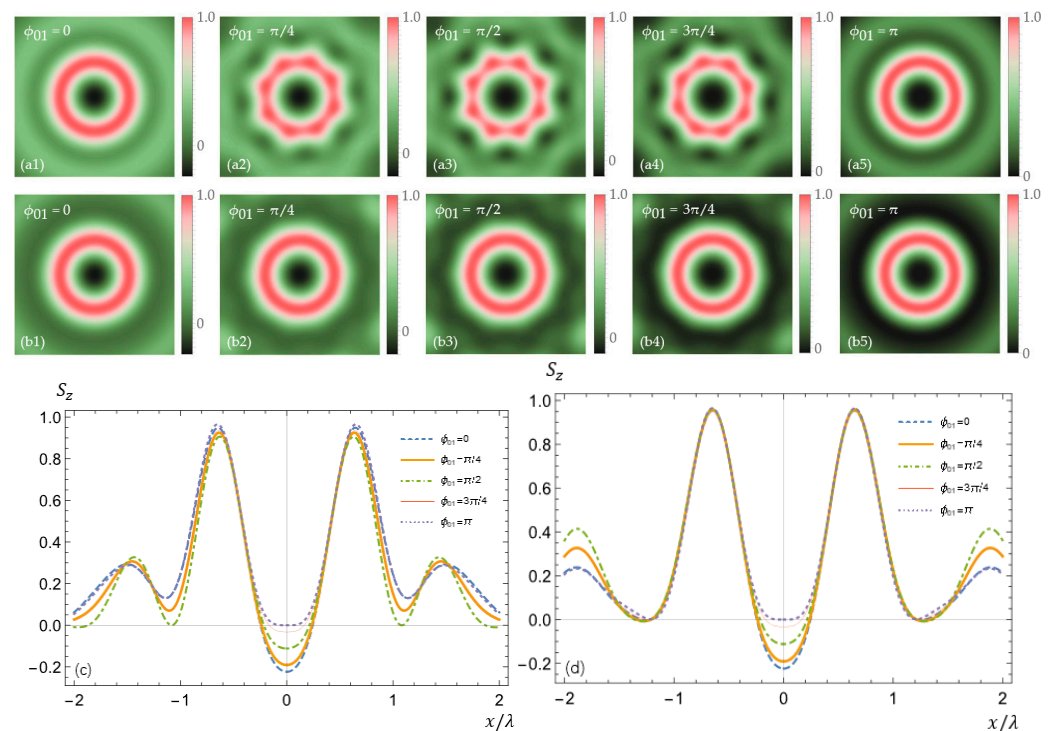 ϕ01 = 0
1.0
0
(a1)
ϕ01 = π/4
1.0
0
(a2)
ϕ01 = π/2
1.0
0
(a3)
ϕ01 = 3π/4
1.0
0
(a4)
ϕ01 = π
1.0
0
(a5)
ϕ01 = 0
1.0
0
(b1)
ϕ01 = π/4
1.0
0
(b2)
ϕ01 = π/2
1.0
0
(b3)
ϕ01 = 3π/4
1.0
0
(b4)
ϕ01 = π
1.0
0
(b5)
Sz
1.0
0.8
0.6
0.4
0.2
0.0
−0.2
−2
−1
0
1
2
x/λ
(c)
ϕ01=0
ϕ01−π/4
ϕ01=π/2
ϕ01=3π/4
ϕ01=π
Sz
1.0
0.8
0.6
0.4
0.2
0.0
−0.2
−2
−1
0
1
2
x/λ
(d)
ϕ01=0
ϕ01−π/4
ϕ01=π/2
ϕ01=3π/4
ϕ01=π